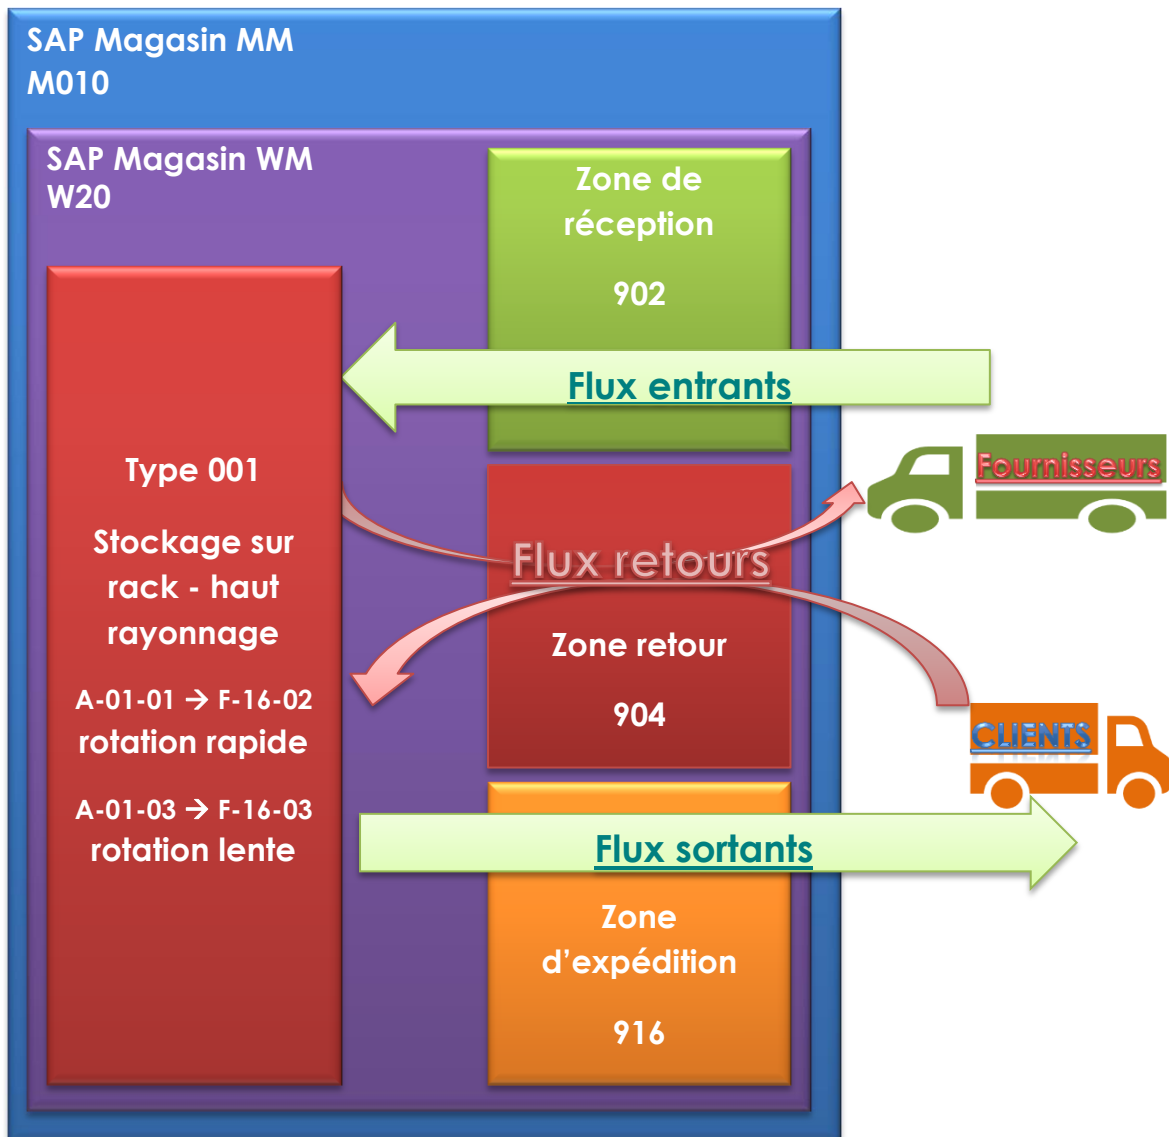 SAP Magasin MM
M010
SAP Magasin WM
W20
Zone de
réception
902
Flux entrants
Type 001
Stockage sur
rack - haut
rayonnage
A-01-01 → F-16-02
rotation rapide
A-01-03 → F-16-03
rotation lente
Fournisseurs
Flux retours
Zone retour
904
CLIENTS
Flux sortants
Zone
d’expédition
916